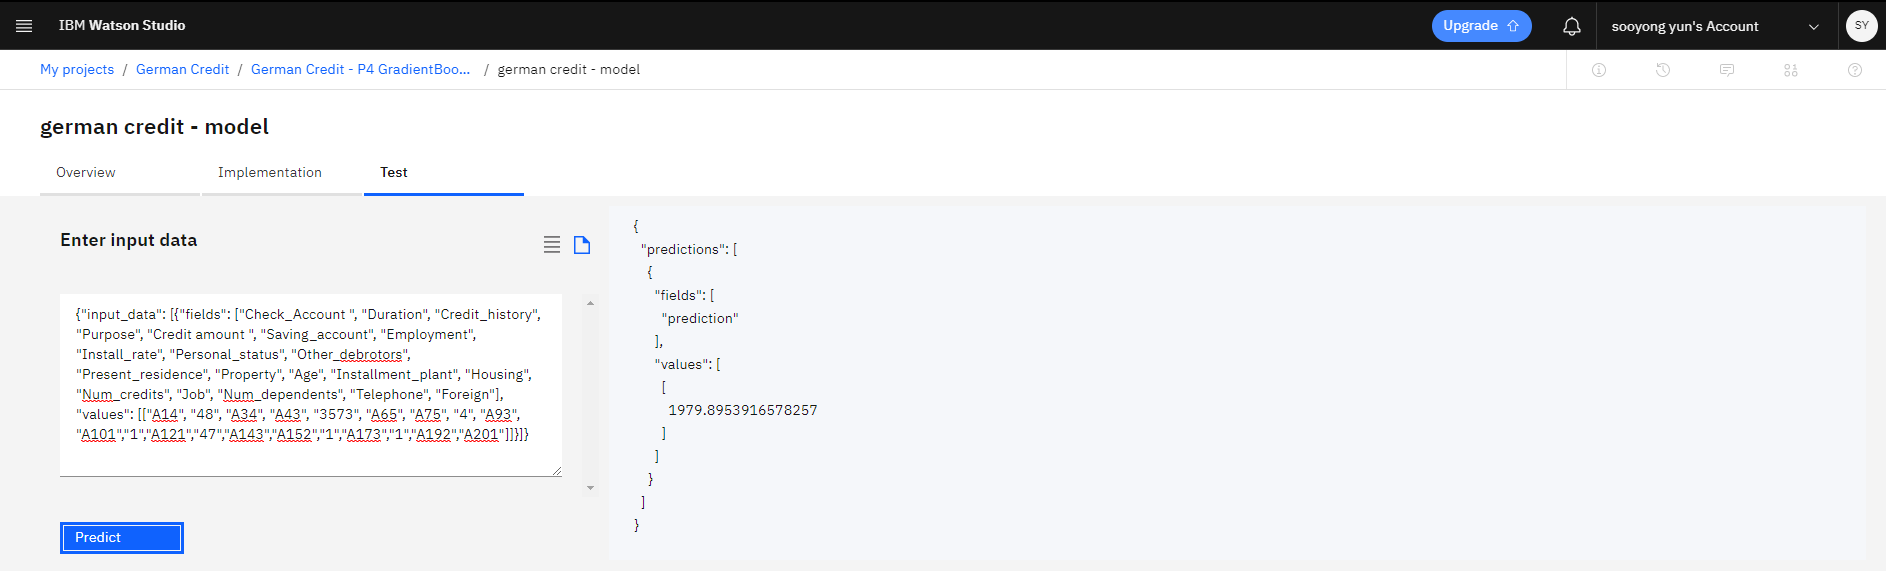 IBM Watson Studio
Upgrade
sooyong yun's Account
SY
My projects / German Credit / German Credit - P4 GradientBoo... / german credit - model
german credit - model
Overview
Implementation
Test
Enter input data
{"input_data": [{"fields": ["Check_Account ", "Duration", "Credit_history",
"Purpose", "Credit amount ", "Saving_account", "Employment",
"Install_rate", "Personal_status", "Other_debrotors",
"Present_residence", "Property", "Age", "Installment_plant", "Housing",
"Num_credits", "Job", "Num_dependents", "Telephone", "Foreign"],
"values": [["A14", "48", "A34", "A43", "3573", "A65", "A75", "4", "A93",
"A101","1","A121","47","A143","A152","1","A173","1","A192","A201"]]}]}
Predict
{
"predictions": [
{
"fields": [
"prediction"
],
"values": [
[
1979.8953916578257
]
]
}
]
}